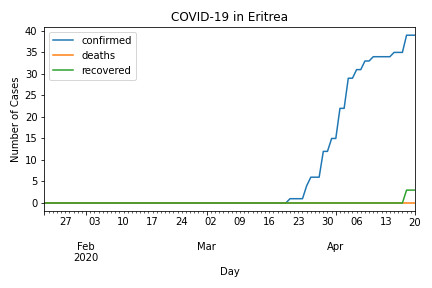 COVID-19 in Eritrea
confirmed
deaths
recovered
Number of Cases
40
35
30
25
20
15
10
5
0
27 03 10 17 24 02 09 16 23 30 06 13 20
Feb Mar Apr
2020
Day